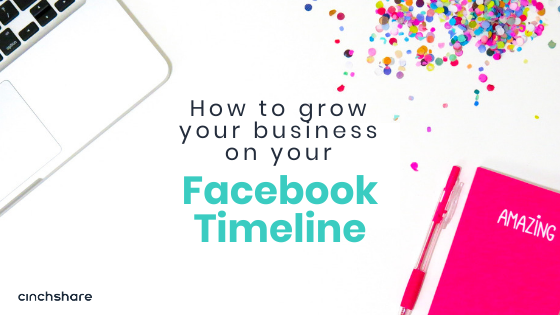 How to grow
your business
on your
Facebook
Timeline
AMAZING
cinchshare